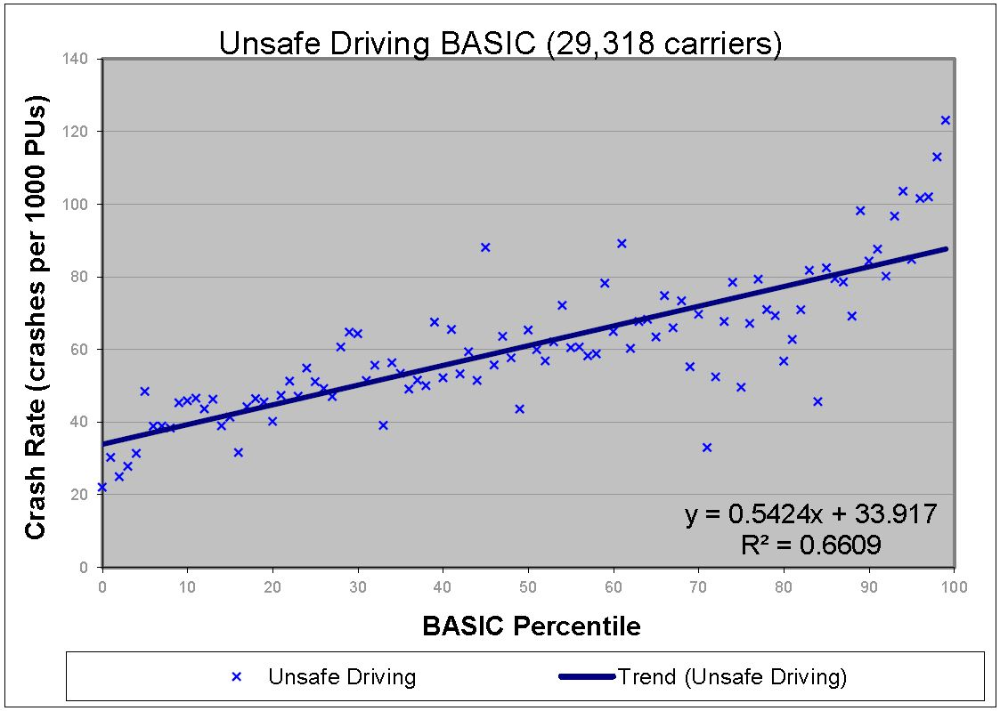 Unsafe Driving BASIC (29,318 carriers)
140
120
100
80
60
40
20
0
Crash Rate (crashes per 1000 PUs)
y = 0.5424x + 33.917
R² = 0.6609
0 10 20 30 40 50 60 70 80 90 100
BASIC Percentile
Unsafe Driving Trend (Unsafe Driving)